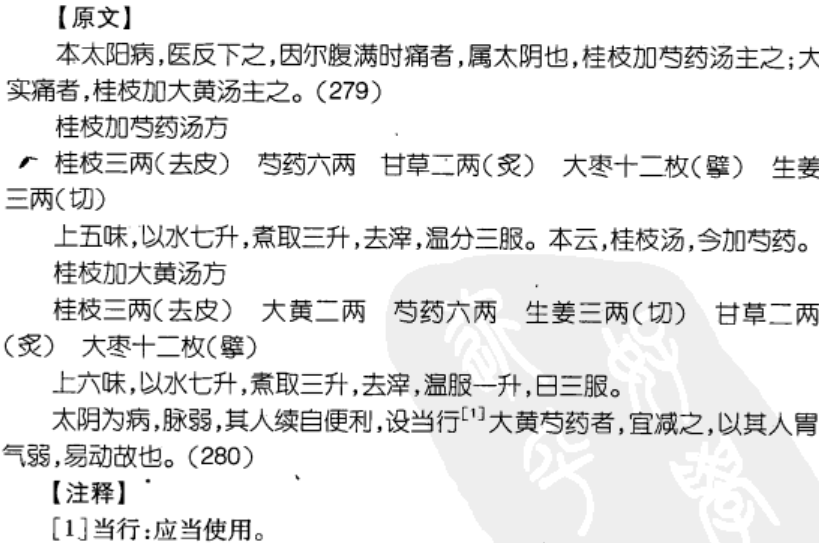 【原文】
本太阳病,医反下之,因尔腹满时痛者,属太阴也,桂枝加芍药汤主之;大
实痛者,桂枝加大黄汤主之。(279)
桂枝加芍药汤方
桂枝三两(去皮) 芍药六两 甘草二两(炙) 大枣十二枚(擘) 生姜
三两(切)
上五味,以水七升,煮取三升,去滓,温分三服。本云,桂枝汤,今加芍药。
桂枝加大黄汤方
桂枝三两(去皮) 大黄二两 芍药六两 生姜三两(切) 甘草二两
(炙) 大枣十二枚(擘)
上六味,以水七升,煮取三升,去滓,温服一升,日三服。
太阴为病,脉弱,其人续自便利,设当行[1]大黄芍药者,宜减之,以其人胃
气弱,易动故也。(280)
【注释】
[1]当行:应当使用。